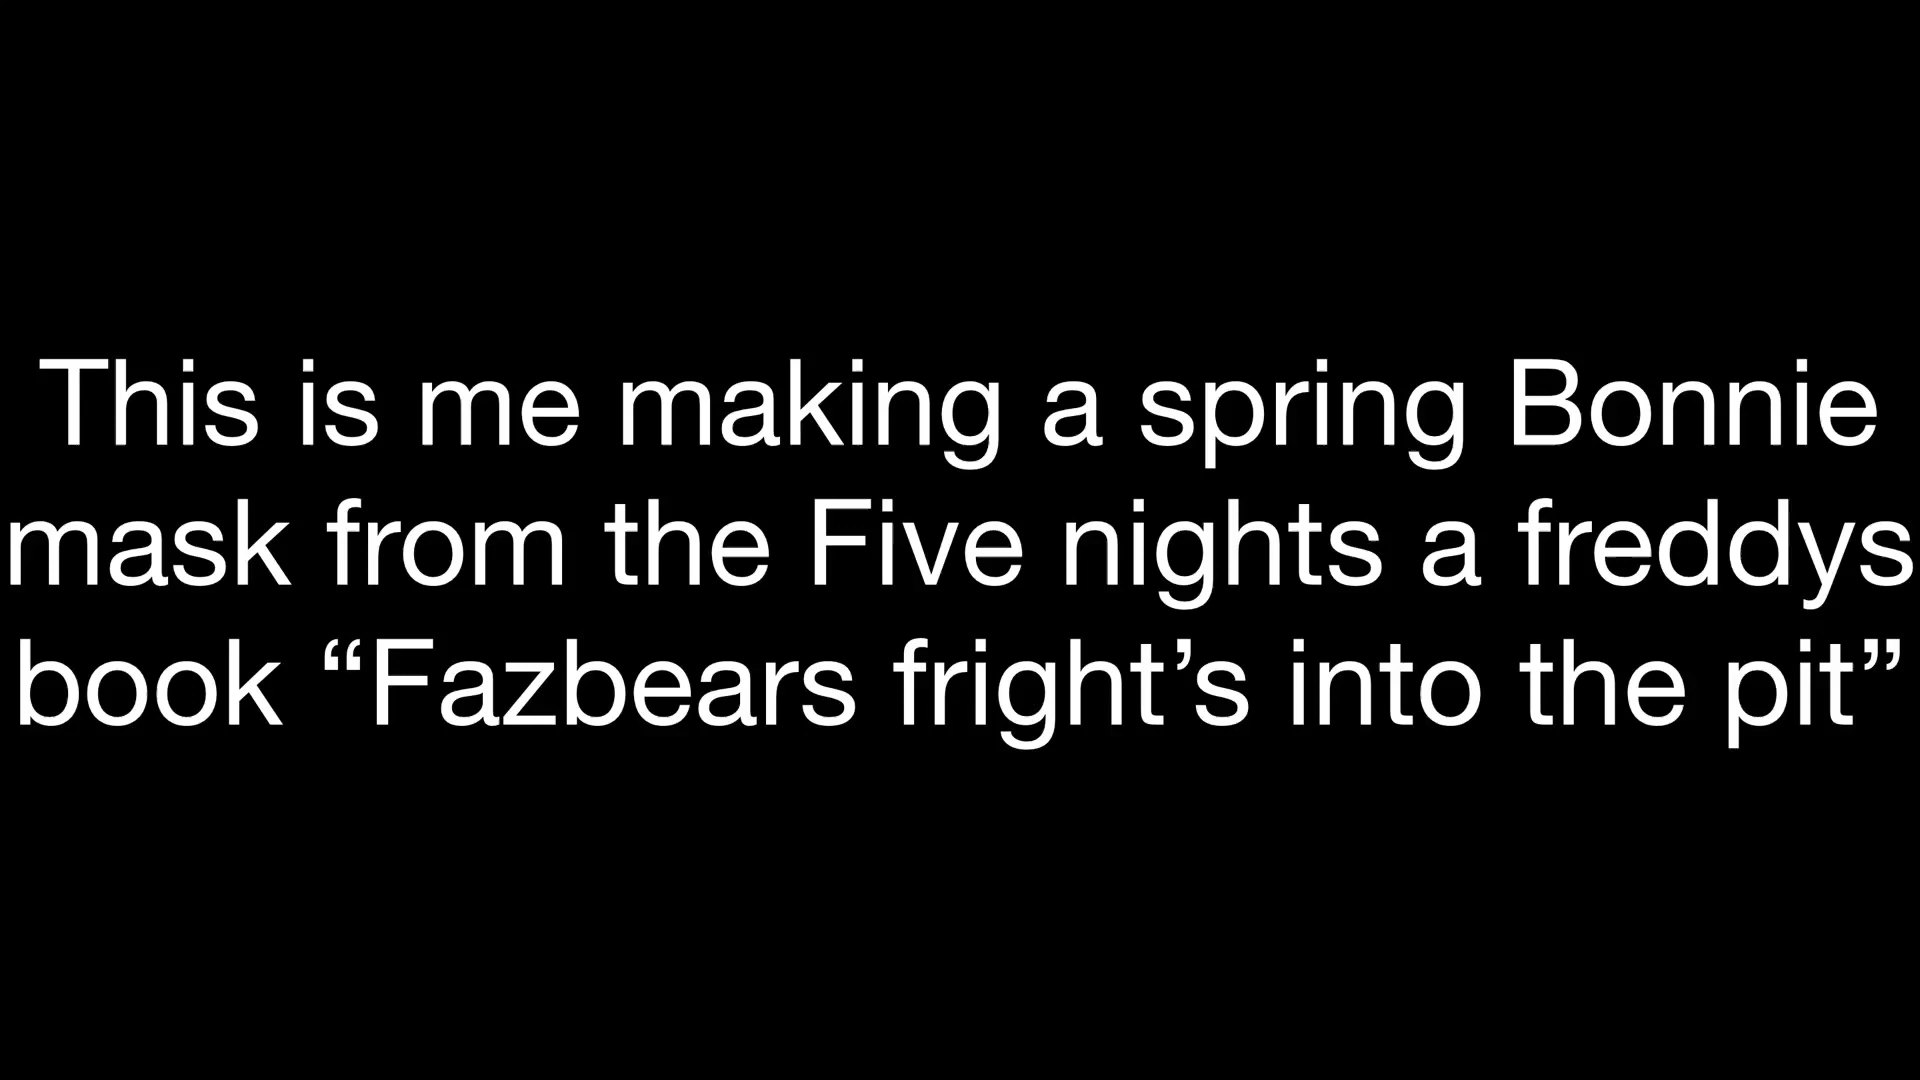 This is me making a spring Bonnie
mask from the Five nights a freddys
book “Fazbears fright’s into the pit”